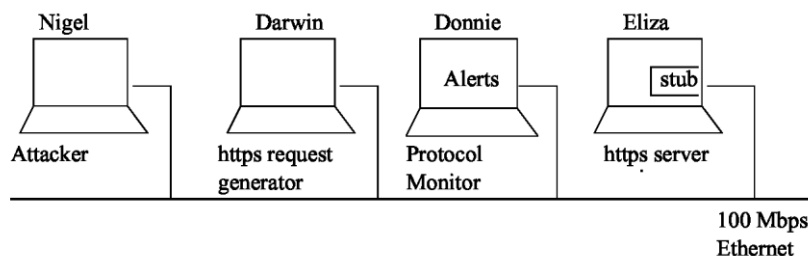 Nigel
Darwin
Donnie
Eliza
Alerts
stub
Attacker
https request
generator
Protocol
Monitor
https server
100 Mbps
Ethernet